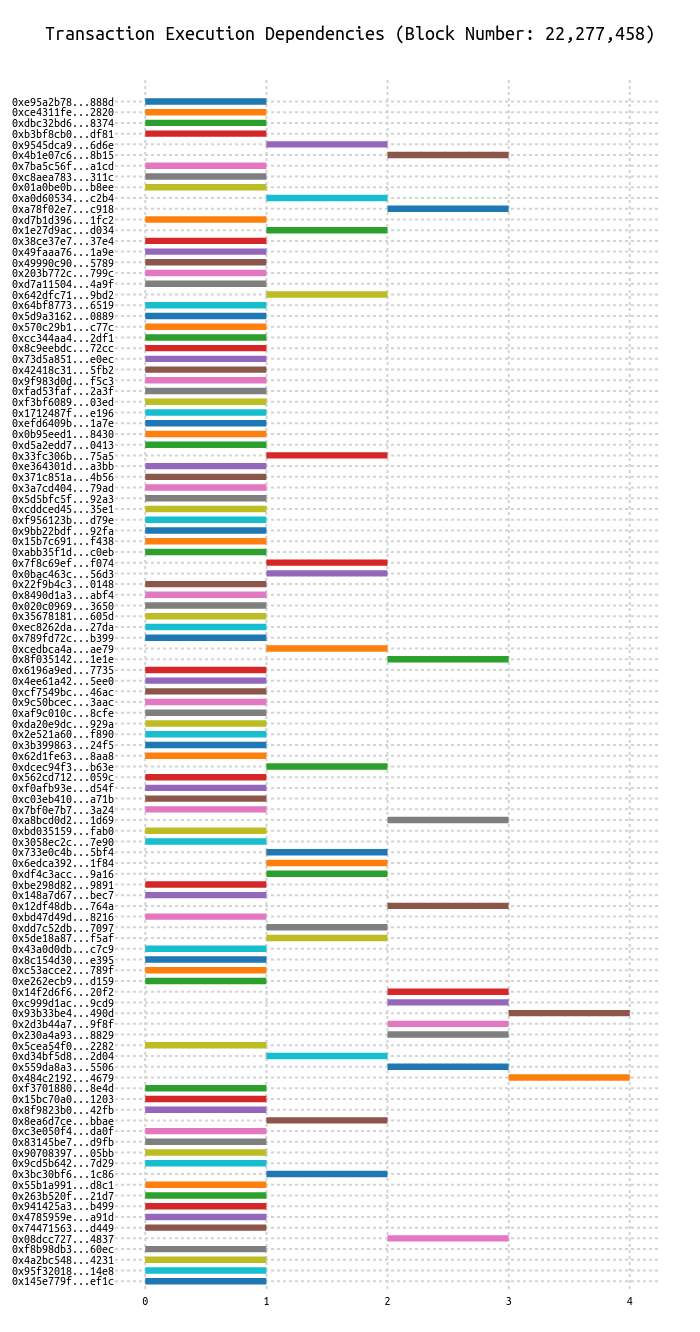 Transaction Execution Dependencies (Block Number: 22,277,458)
0xe95a2b78...888d
0xce4311fe...2820
0xdbc32bd6...8374
0xb3bf8cb0...df81
0x9545dca9...6d6e
0x4b1e07c6...8b15
0x7ba5c56f...a1cd
0xc8aea783...311c
0x01a0be0b...b8ee
0xa0d60534...c2b4
0xa78f02e7...c918
0xd7b1d396...1fc2
0x1e27d9ac...d034
0x38ce37e7...37e4
0x49faaa76...1a9e
0x49990c90...5789
0x203b772c...799c
0xd7a11504...4a9f
0x642dfc71...9bd2
0x64bf8773...6519
0x5d9a3162...0889
0x570c29b1...c77c
0xcc344aa4...2df1
0x8c9eebdc...72cc
0x73d5a851...e0ec
0x42418c31...5fb2
0x9f983d0d...f5c3
0xfad53faf...2a3f
0xf3bf6089...03ed
0x1712487f...e196
0xefd6409b...1a7e
0x0b95eed1...8430
0xd5a2edd7...0413
0x33fc306b...75a5
0xe364301d...a3bb
0x371c851a...4b56
0x3a7cd404...79ad
0x5d5bfc5f...92a3
0xcddced45...35e1
0xf956123b...d79e
0x9bb22bdf...92fa
0x15b7c691...f438
0xabb35f1d...c0eb
0x7f8c69ef...f074
0x0bac463c...56d3
0x22f9b4c3...0148
0x8490d1a3...abf4
0x020c0969...3650
0x35678181...605d
0xec8262da...27da
0x789fd72c...b399
0xcedbca4a...ae79
0x8f035142...1e1e
0x6196a9ed...7735
0x4ee61a42...5ee0
0xcf7549bc...46ac
0x9c50bcec...3aac
0xaf9c010c...8cfe
0xda20e9dc...929a
0x2e521a60...f890
0x3b399863...24f5
0x62d1fe63...8aa8
0xdcec94f3...b63e
0x562cd712...059c
0xf0afb93e...d54f
0xc03eb410...a71b
0x7bf0e7b7...3a24
0xa8bcd0d2...1d69
0xbd035159...fab0
0x3058ec2c...7e90
0x733e0c4b...5bf4
0x6edca392...1f84
0xdf4c3acc...9a16
0xbe298d82...9891
0x148a7d67...bec7
0x12df48db...764a
0xbd47d49d...8216
0xdd7c52db...7097
0x5de18a87...f5af
0x43a0d0db...c7c9
0x8c154d30...e395
0xc53acce2...789f
0xe262ecb9...d159
0x14f2d6f6...20f2
0xc999d1ac...9cd9
0x93b33be4...490d
0x2d3b44a7...9f8f
0x230a4a93...8829
0x5cea54f0...2282
0xd34bf5d8...2d04
0x559da8a3...5506
0x484c2192...4679
0xf3701880...8e4d
0x15bc70a0...1203
0x8f9823b0...42fb
0x8ea6d7ce...bbae
0xc3e050f4...da0f
0x83145be7...d9fb
0x90708397...05bb
0x9cd5b642...7d29
0x3bc30bf6...1c86
0x55b1a991...d8c1
0x263b520f...21d7
0x941425a3...b499
0x4785959e...a91d
0x74471563...d449
0x08dcc727...4837
0xf8b98db3...60ec
0x4a2bc548...4231
0x95f32018...14e8
0x145e779f...ef1c
0 1 2 3 4